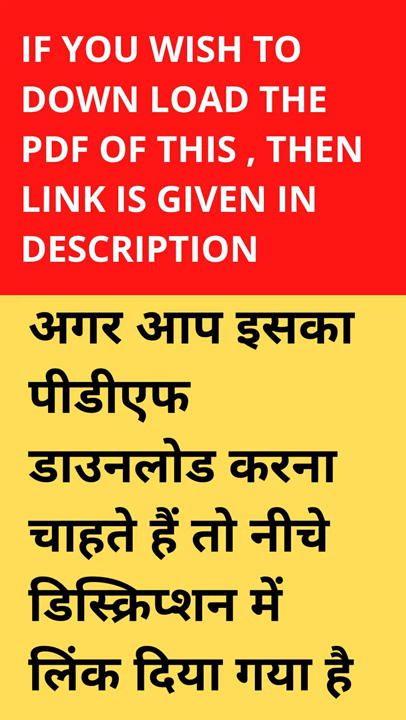 IF YOU WISH TO
DOWN LOAD THE
PDF OF THIS , THEN
LINK IS GIVEN IN
DESCRIPTION
अगर आप इसका
पीडीएफ
डाउनलोड करना
चाहते हैं तो नीचे
डिस्क्रिप्शन में
लिंक दिया गया है